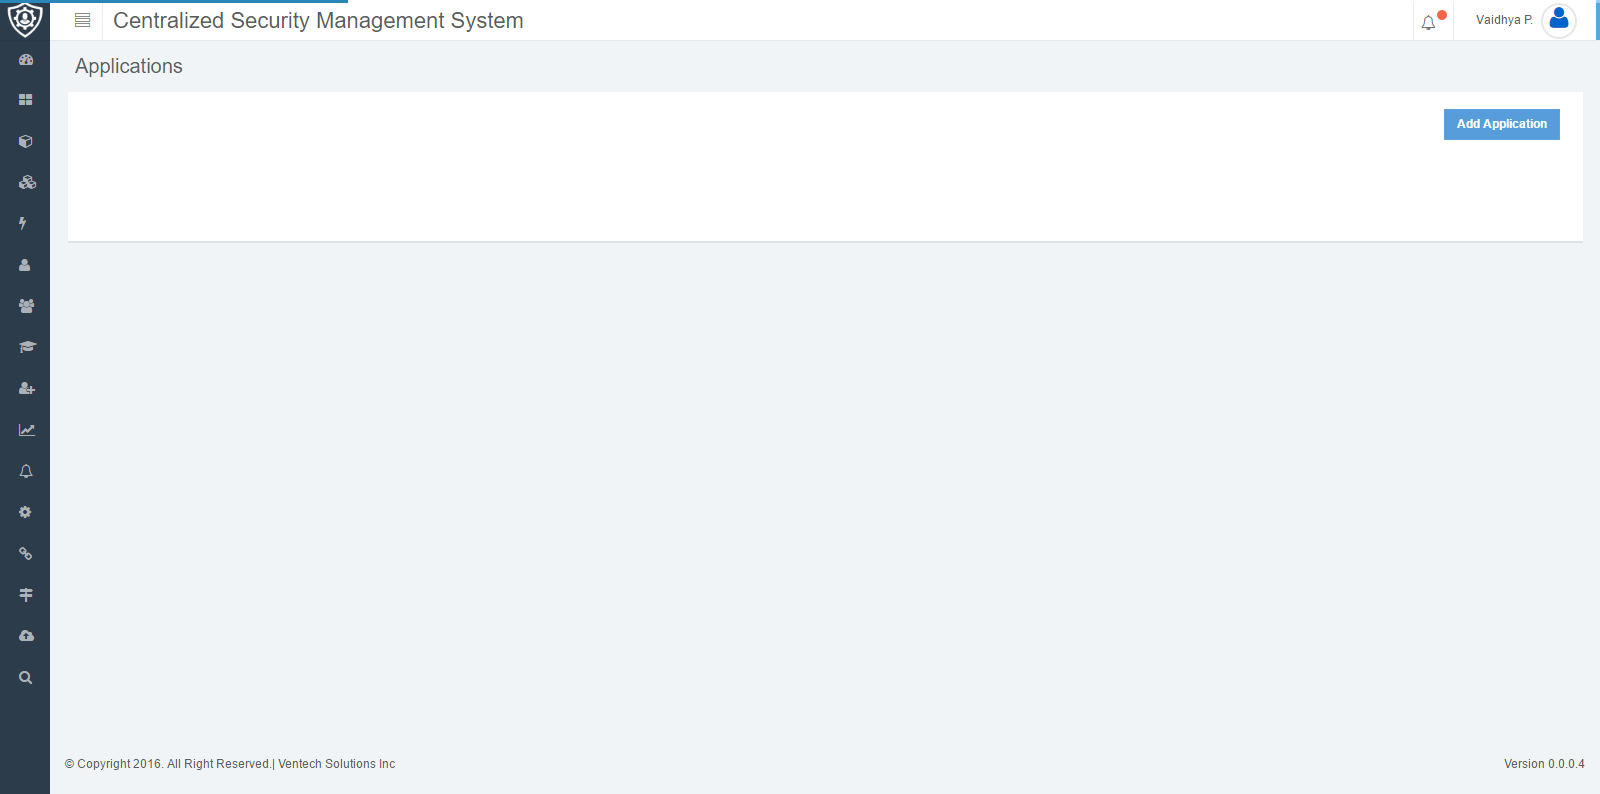 Centralized Security Management System
Vaidhya P.
Applications
Add Application
© Copyright 2016. All Right Reserved.| Ventech Solutions Inc
Version 0.0.0.4